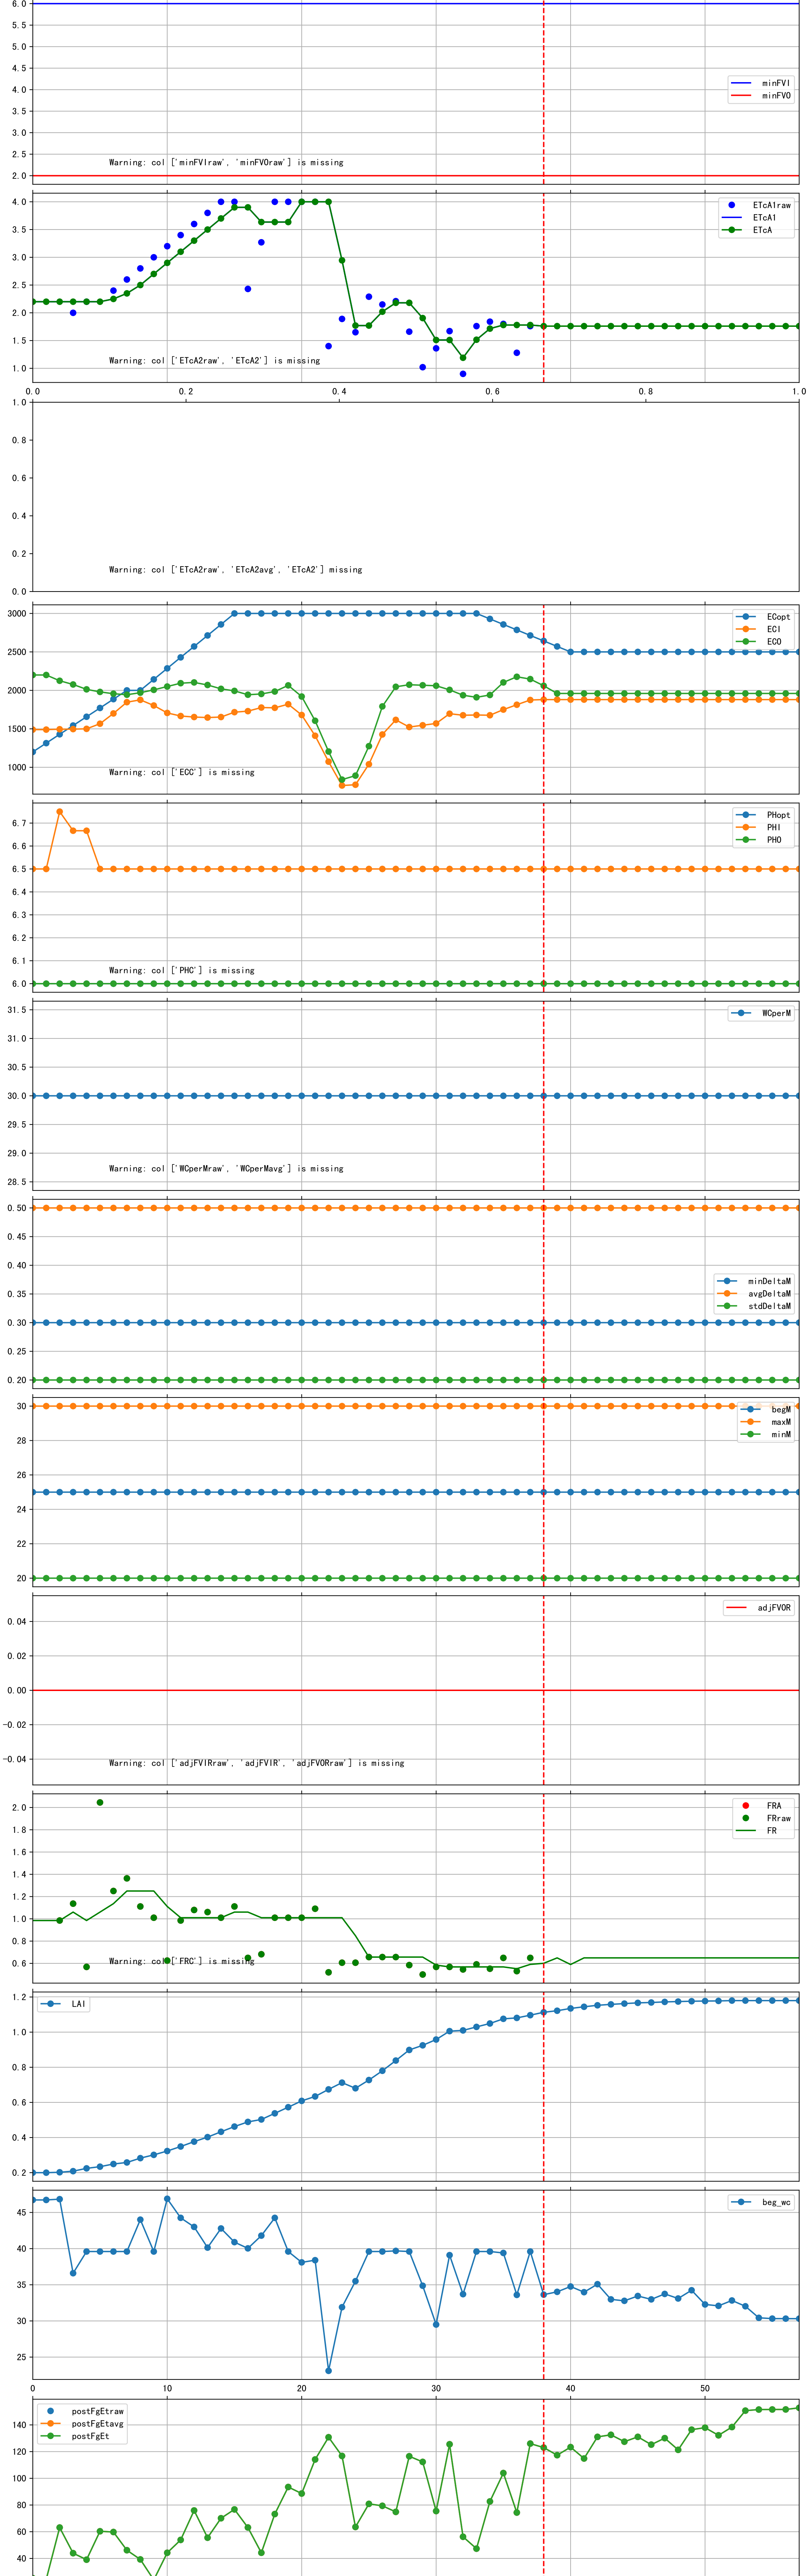 6.0
5.5
5.0
4.5
4.0
3.5
3.0
2.5
2.0
minFVI
minFVO
Warning: col ['minFVIraw', 'minFVOraw'] is missing
4.0
3.5
3.0
2.5
2.0
1.5
1.0
ETcA1raw
ETcA1
ETcA
Warning: col ['ETcA2raw', 'ETcA2'] is missing
0.0 0.2 0.4 0.6 0.8 1.0
1.0
0.8
0.6
0.4
0.2
0.0
Warning: col ['ETcA2raw', 'ETcA2avg', 'ETcA2'] missing
3000
2500
2000
1500
1000
ECopt
ECI
ECO
Warning: col ['ECC'] is missing
6.7
6.6
6.5
6.4
6.3
6.2
6.1
6.0
PHopt
PHI
PHO
Warning: col ['PHC'] is missing
31.5
31.0
30.5
30.0
29.5
29.0
28.5
WCperM
Warning: col ['WCperMraw', 'WCperMavg'] is missing
0.50
0.45
0.40
0.35
0.30
0.25
0.20
minDeltaM
avgDeltaM
stdDeltaM
30
28
26
24
22
20
begM
maxM
minM
0.04
0.02
0.00
-0.02
-0.04
adjFVOR
Warning: col ['adjFVIRraw', 'adjFVIR', 'adjFVORraw'] is missing
2.0
1.8
1.6
1.4
1.2
1.0
0.8
0.6
FRA
FRraw
FR
Warning: col ['FRC'] is missing
1.2
1.0
0.8
0.6
0.4
0.2
LAI
45
40
35
30
25
beg_wc
0 10 20 30 40 50
140
120
100
80
60
40
postFgEtraw
postFgEtavg
postFgEt